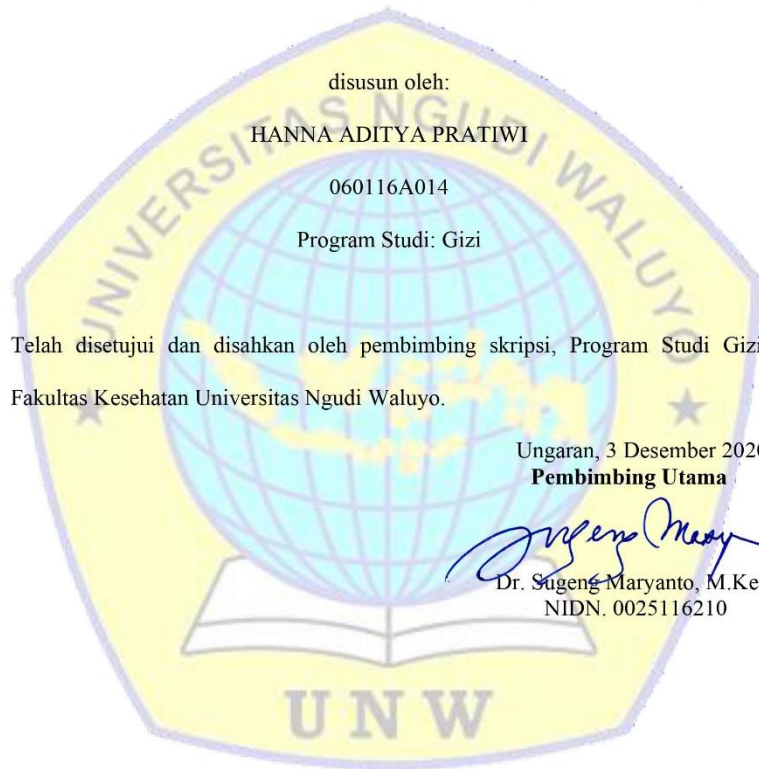 disusun oleh:
HANNA ADITYA PRATIWI
060116A014
Program Studi: Gizi
Telah disetujui dan disahkan oleh pembimbing skripsi, Program Studi Gizi
Fakultas Kesehatan Universitas Ngudi Waluyo.
Ungaran, 3 Desember 2020
Pembimbing Utama
Dr. Sugeng Maryanto, M.Ke
NIDN. 0025116210
UNIVERSITAS NGUDI WALUYO
UNW